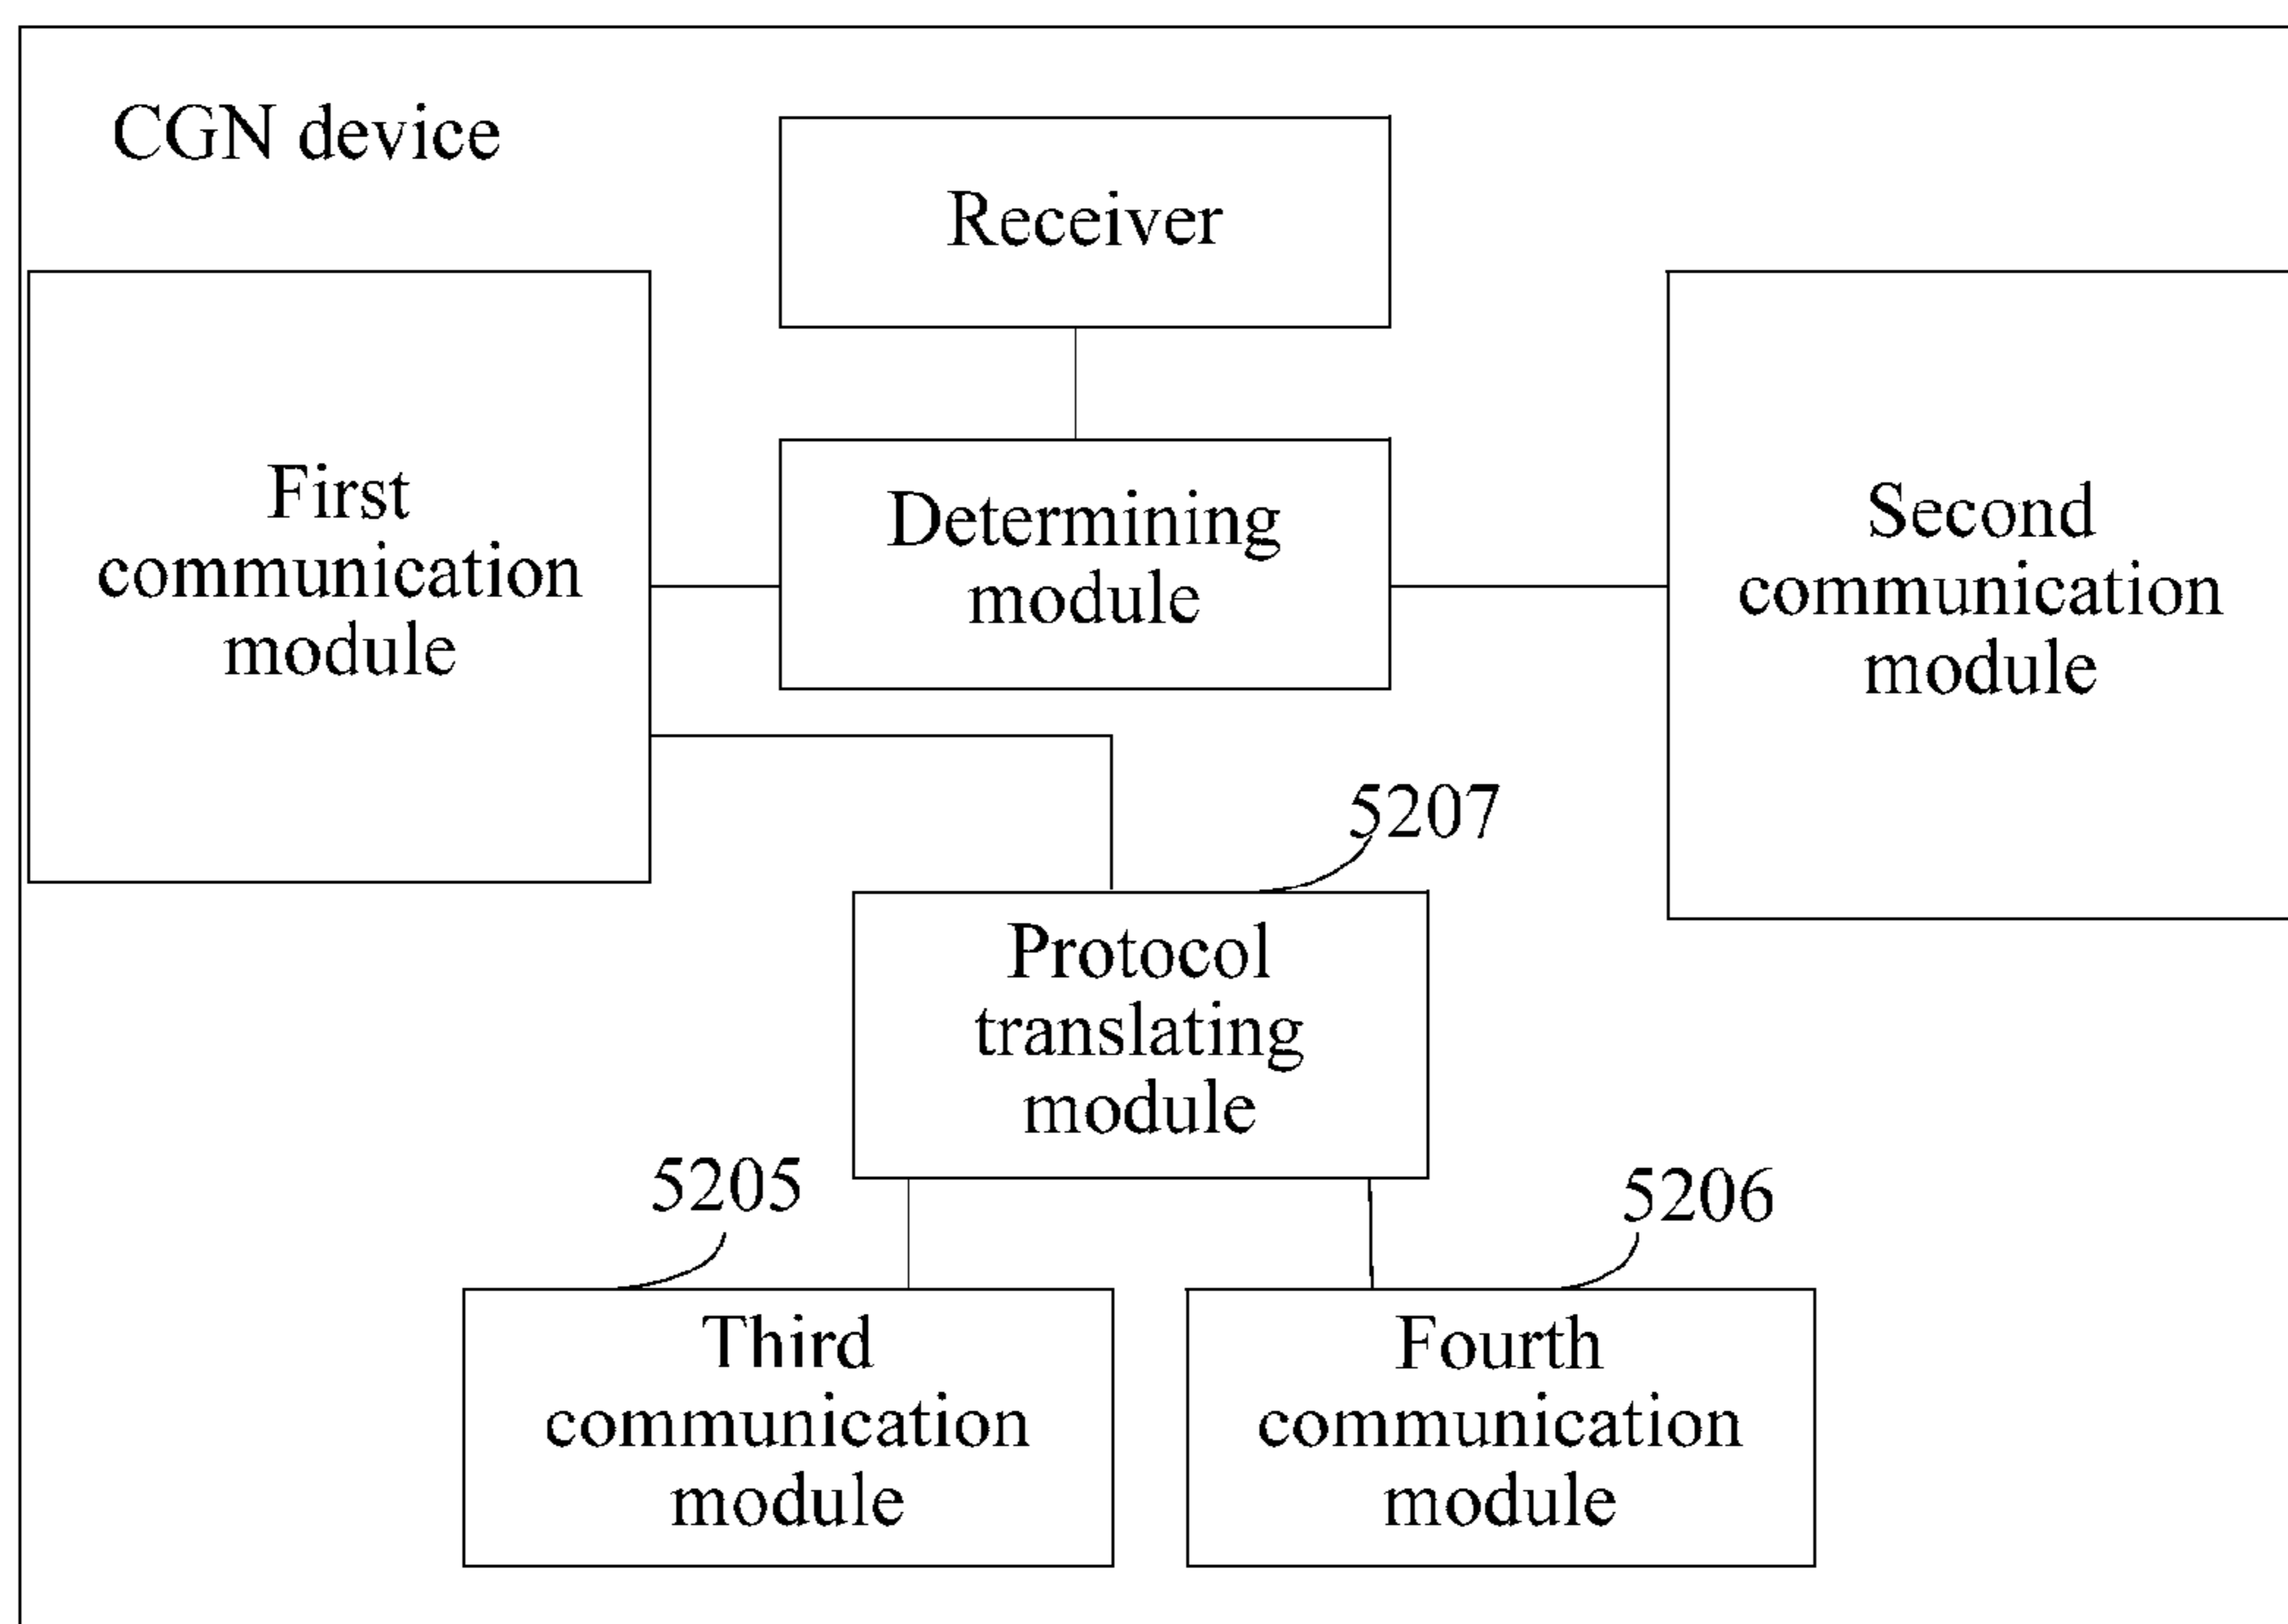 CGN device
Receiver
First
communication
module
Determining
module
Second
communication
module
5207
Protocol
translating
module
5205
5206
Third
communication
module
Fourth
communication
module